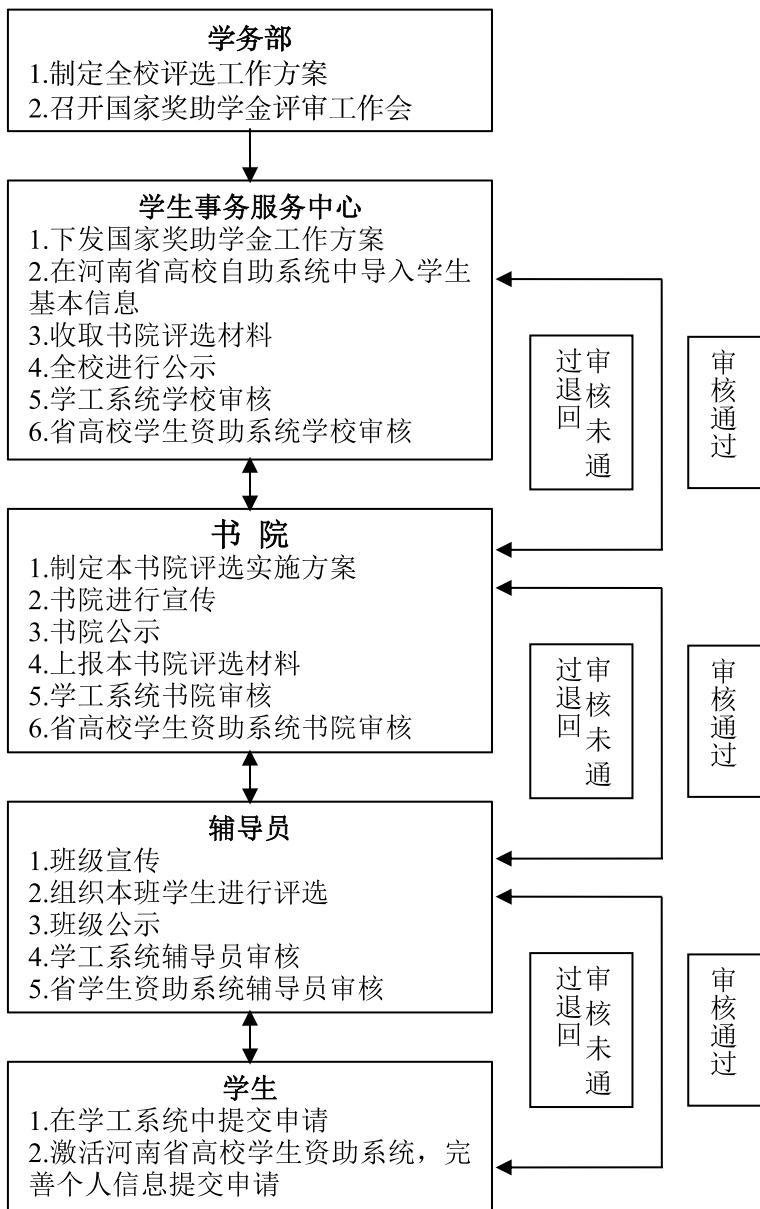 学务部
1.制定全校评选工作方案
2.召开国家奖助学金评审工作会
学生事务服务中心
1.下发国家奖助学金工作方案
2.在河南省高校自助系统中导入学生
基本信息
3.收取书院评选材料
4.全校进行公示
5.学工系统学校审核
6.省高校学生资助系统学校审核
审核未通
过退回
审核通过
书 院
1.制定本书院评选实施方案
2.书院进行宣传
3.书院公示
4.上报本书院评选材料
5.学工系统书院审核
6.省高校学生资助系统书院审核
审核未通
过退回
审核通过
辅导员
1.班级宣传
2.组织本班学生进行评选
3.班级公示
4.学工系统辅导员审核
5.省学生资助系统辅导员审核
审核未通
过退回
审核通过
学生
1.在学工系统中提交申请
2.激活河南省高校学生资助系统，完
善个人信息提交申请